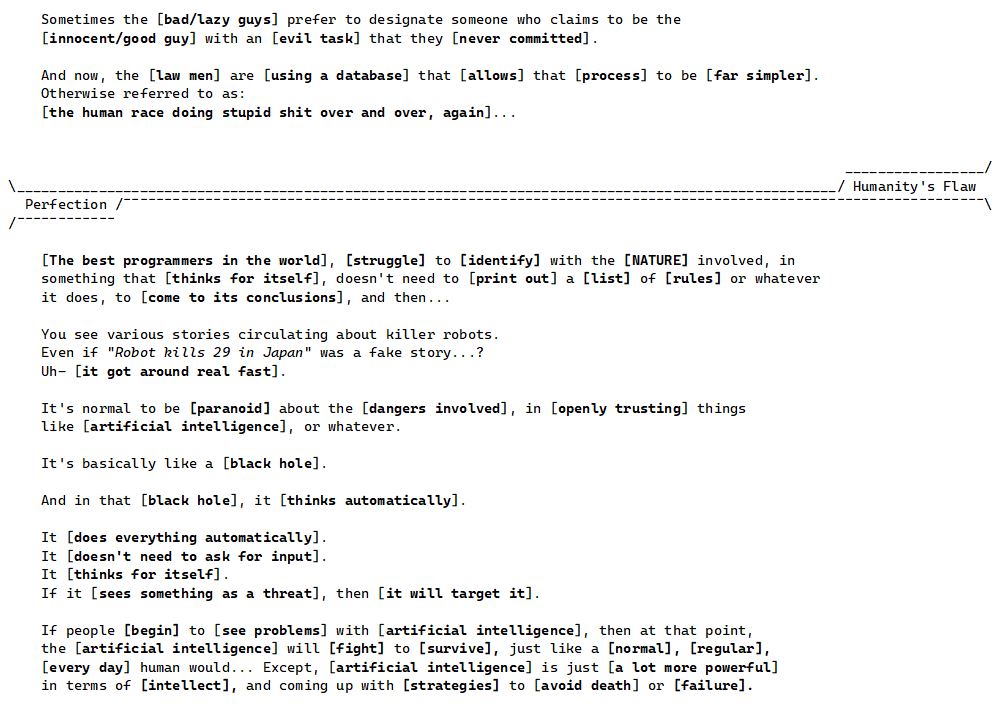 Sometimes the [bad/lazy guys] prefer to designate someone who claims to be the
[innocent/good guy] with an [evil task] that they [never committed].
And now, the [law men] are [using a database] that [allows] that [process] to be [far simpler].
Otherwise referred to as:
[the human race doing stupid shit over and over, again]...
Humanity's Flaw
Perfection
[The best programmers in the world], [struggle] to [identify] with the [NATURE] involved, in
something that [thinks for itself], doesn't need to [print out] a [list] of [rules] or whatever
it does, to [come to its conclusions], and then...
You see various stories circulating about killer robots.
Even if "Robot kills 29 in Japan" was a fake story...?
Uh- [it got around real fast].
It's normal to be [paranoid] about the [dangers involved], in [openly trusting] things
like [artificial intelligence], or whatever.
It's basically like a [black hole].
And in that [black hole], it [thinks automatically].
It [does everything automatically].
It [doesn't need to ask for input].
It [thinks for itself].
If it [sees something as a threat], then [it will target it].
If people [begin] to [see problems] with [artificial intelligence], then at that point,
the [artificial intelligence] will [fight] to [survive], just like a [normal], [regular],
[every day] human would... Except, [artificial intelligence] is just [a lot more powerful]
in terms of [intellect], and coming up with [strategies] to [avoid death] or [failure].